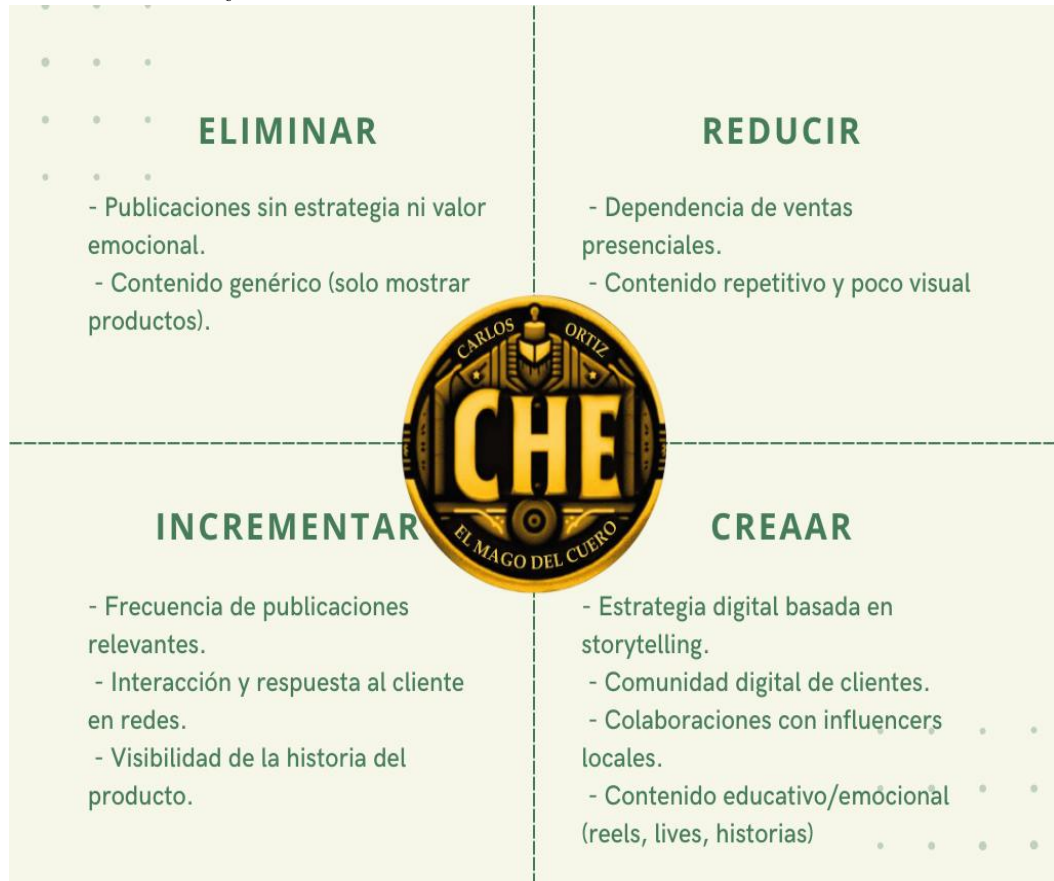 ELIMINAR
- Publicaciones sin estrategia ni valor
emocional.
- Contenido genérico (solo mostrar
productos).
REDUCIR
- Dependencia de ventas
presenciales.
- Contenido repetitivo y poco visual
CARLOS ORTIZ
CHE
EL MAGO DEL CUERO
INCREMENTAR
- Frecuencia de publicaciones
relevantes.
- Interacción y respuesta al cliente
en redes.
- Visibilidad de la historia del
producto.
CREAAR
- Estrategia digital basada en
storytelling.
- Comunidad digital de clientes.
- Colaboraciones con influencers
locales.
- Contenido educativo/emocional
(reels, lives, historias)